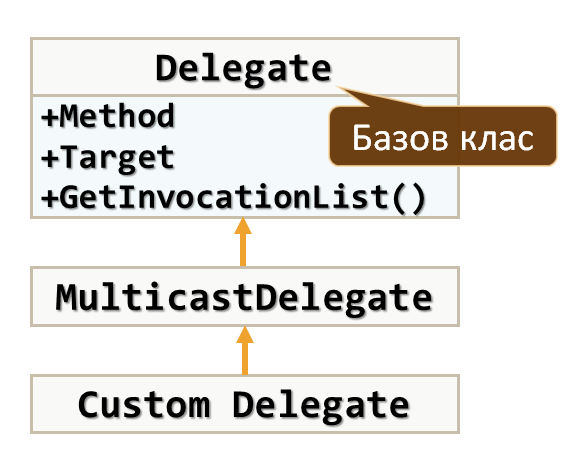 Delegate
+Method
Базов клас
+Target
+GetInvocationList()
MulticastDelegate
Custom Delegate